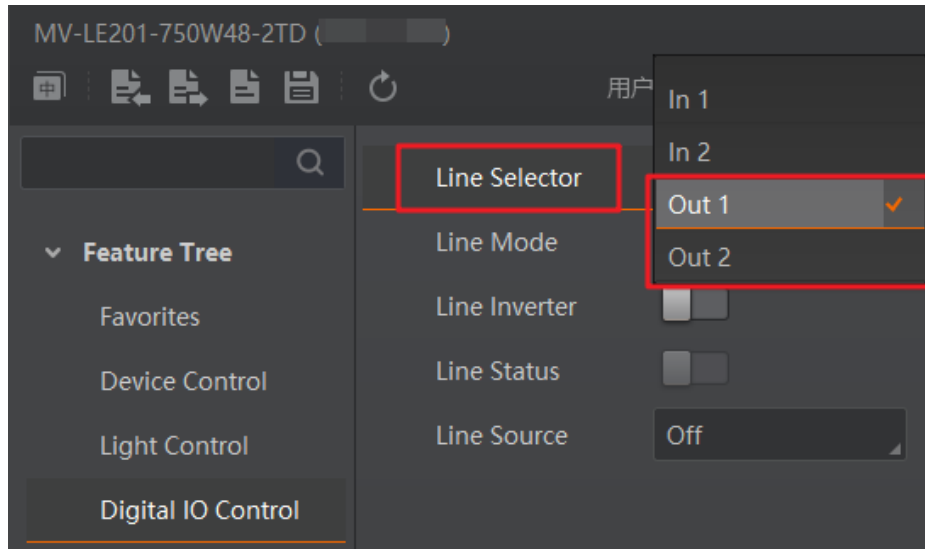 MV-LE201-750W48-2TD ( )
中
用户
In 1
In 2
Line Selector
Out 1
Line Mode
Out 2
Feature Tree
Line Inverter
Favorites
Line Status
Device Control
Line Source
Off
Light Control
Digital IO Control